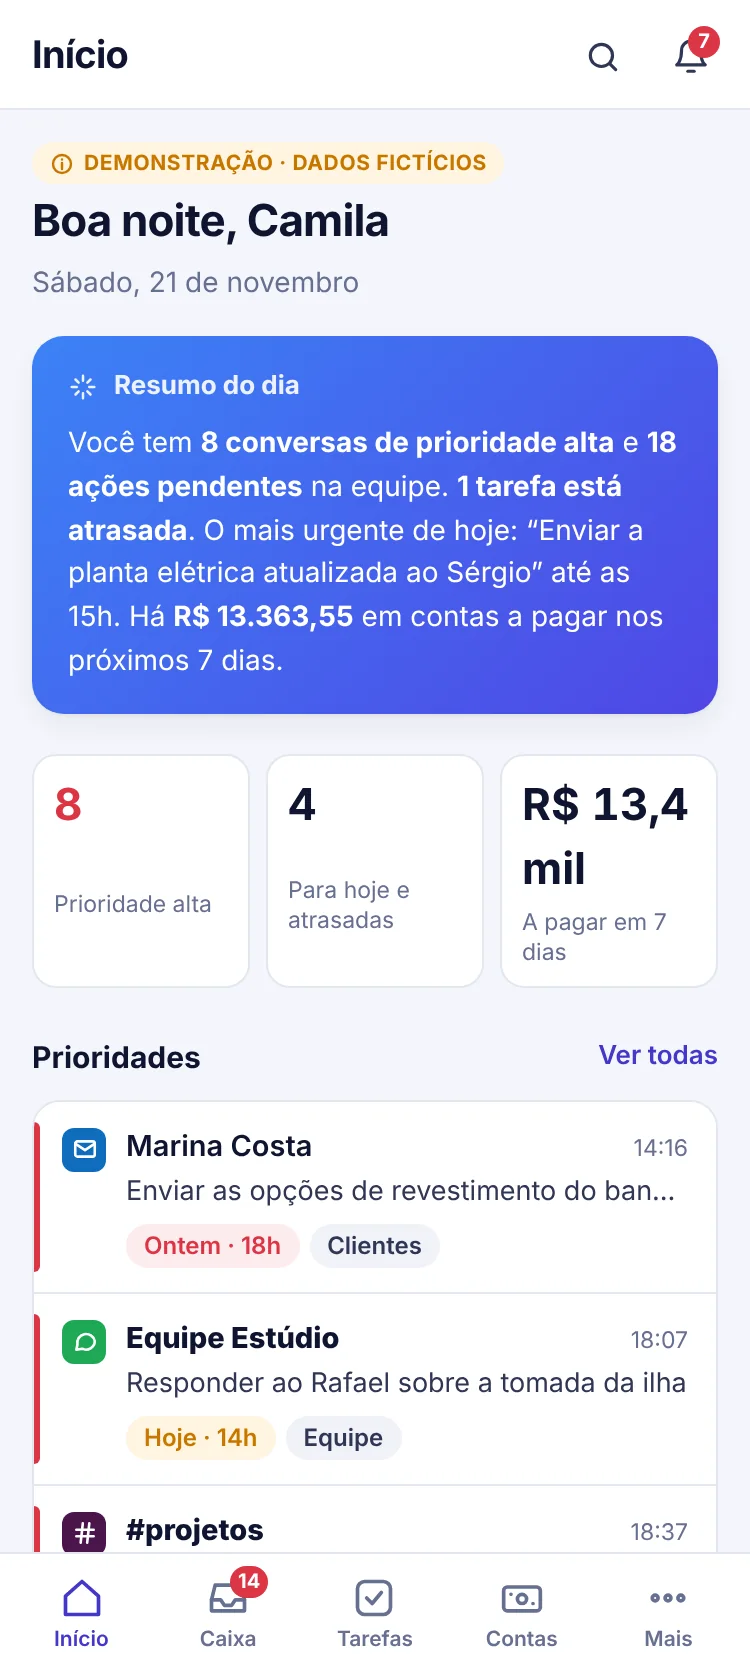 Início
7
DEMONSTRAÇÃO · DADOS FICTÍCIOS
Boa noite, Camila
Sábado, 21 de novembro
Resumo do dia
Você tem 8 conversas de prioridade alta e 18
ações pendentes na equipe. 1 tarefa está
atrasada. O mais urgente de hoje: “Enviar a
planta elétrica atualizada ao Sérgio” até as
15h. Há R$ 13.363,55 em contas a pagar nos
próximos 7 dias.
8
Prioridade alta
4
Para hoje e
atrasadas
R$ 13,4
mil
A pagar em 7
dias
Prioridades
Ver todas
Marina Costa
14:16
Enviar as opções de revestimento do ban...
Ontem · 18h
Clientes
Equipe Estúdio
18:07
Responder ao Rafael sobre a tomada da ilha
Hoje · 14h
Equipe
#projetos
18:37
14
Início
Caixa
Tarefas
Contas
Mais